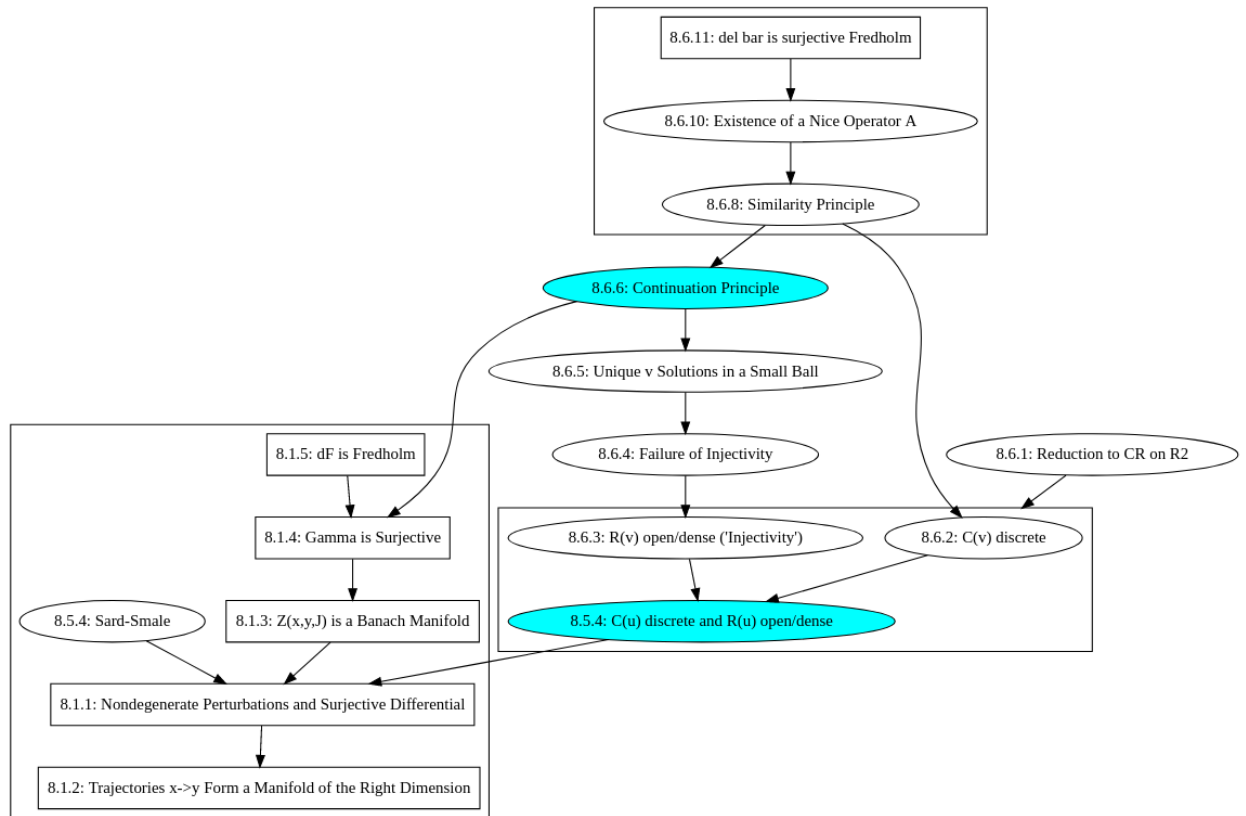 8.6.11: del bar is surjective Fredholm
8.6.10: Existence of a Nice Operator A
8.6.8: Similarity Principle
8.6.6: Continuation Principle
8.6.5: Unique v Solutions in a Small Ball
8.1.5: dF is Fredholm
8.6.4: Failure of Injectivity
8.6.1: Reduction to CR on R2
8.1.4: Gamma is Surjective
8.6.3: R(v) open/dense ('Injectivity')
8.6.2: C(v) discrete
8.5.4: Sard-Smale
8.1.3: Z(x,y,J) is a Banach Manifold
8.5.4: C(u) discrete and R(u) open/dense
8.1.1: Nondegenerate Perturbations and Surjective Differential
8.1.2: Trajectories x->y Form a Manifold of the Right Dimension